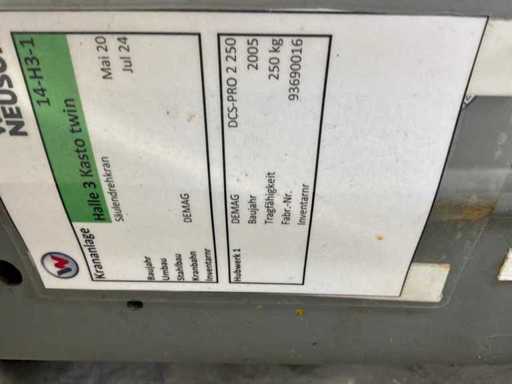 NEUSO
14-H3-1
Krananlage Halle 3 Kasto twin
Säulendrehkran
Baujahr Mai 20
Umbau Jul 24
Stahlbau
Kranbahn DEMAG
Inventarnr
Hubwerk 1 DEMAG DCS-PRO 2 250
Baujahr 2005
Tragfähigkeit 250 kg
Fabr.-Nr. 93690016
Inventarnr